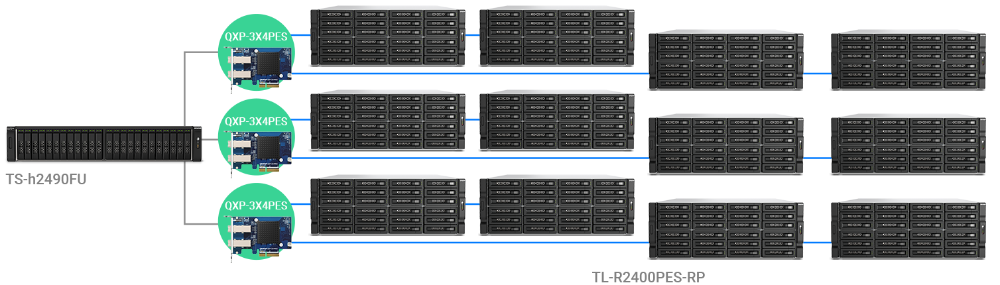 QXP-3X4PES
QXP-3X4PES
TS-h2490FU
QXP-3X4PES
TL-R2400PES-RP